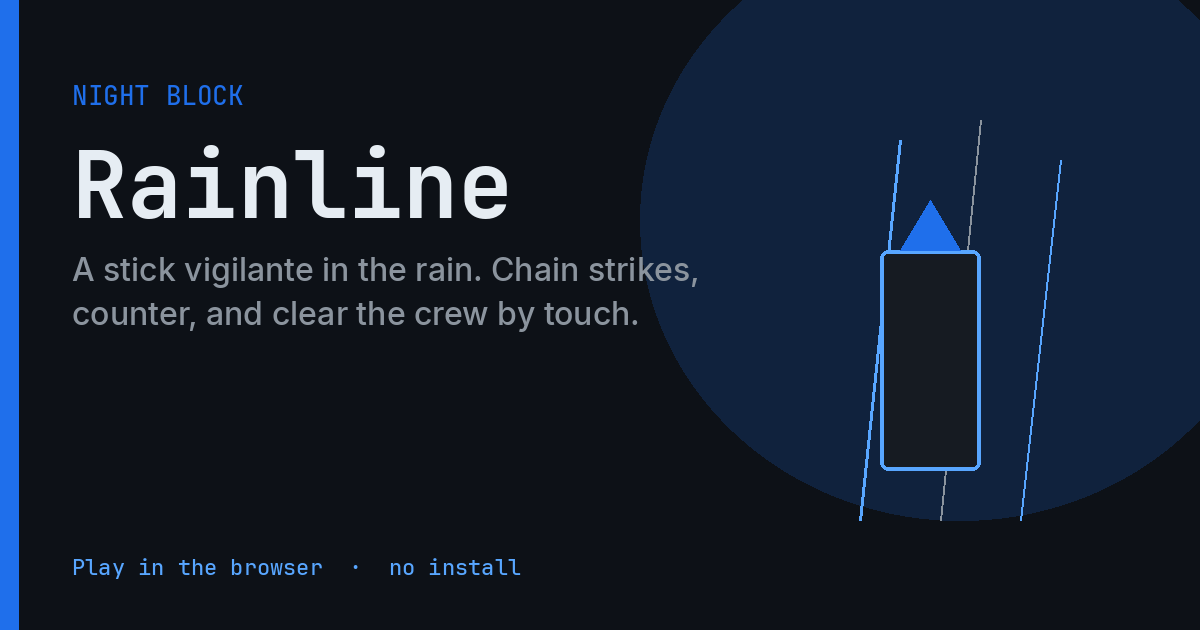 NIGHT BLOCK
Rainline
A stick vigilante in the rain. Chain strikes,
counter, and clear the crew by touch.
Play in the browser · no install